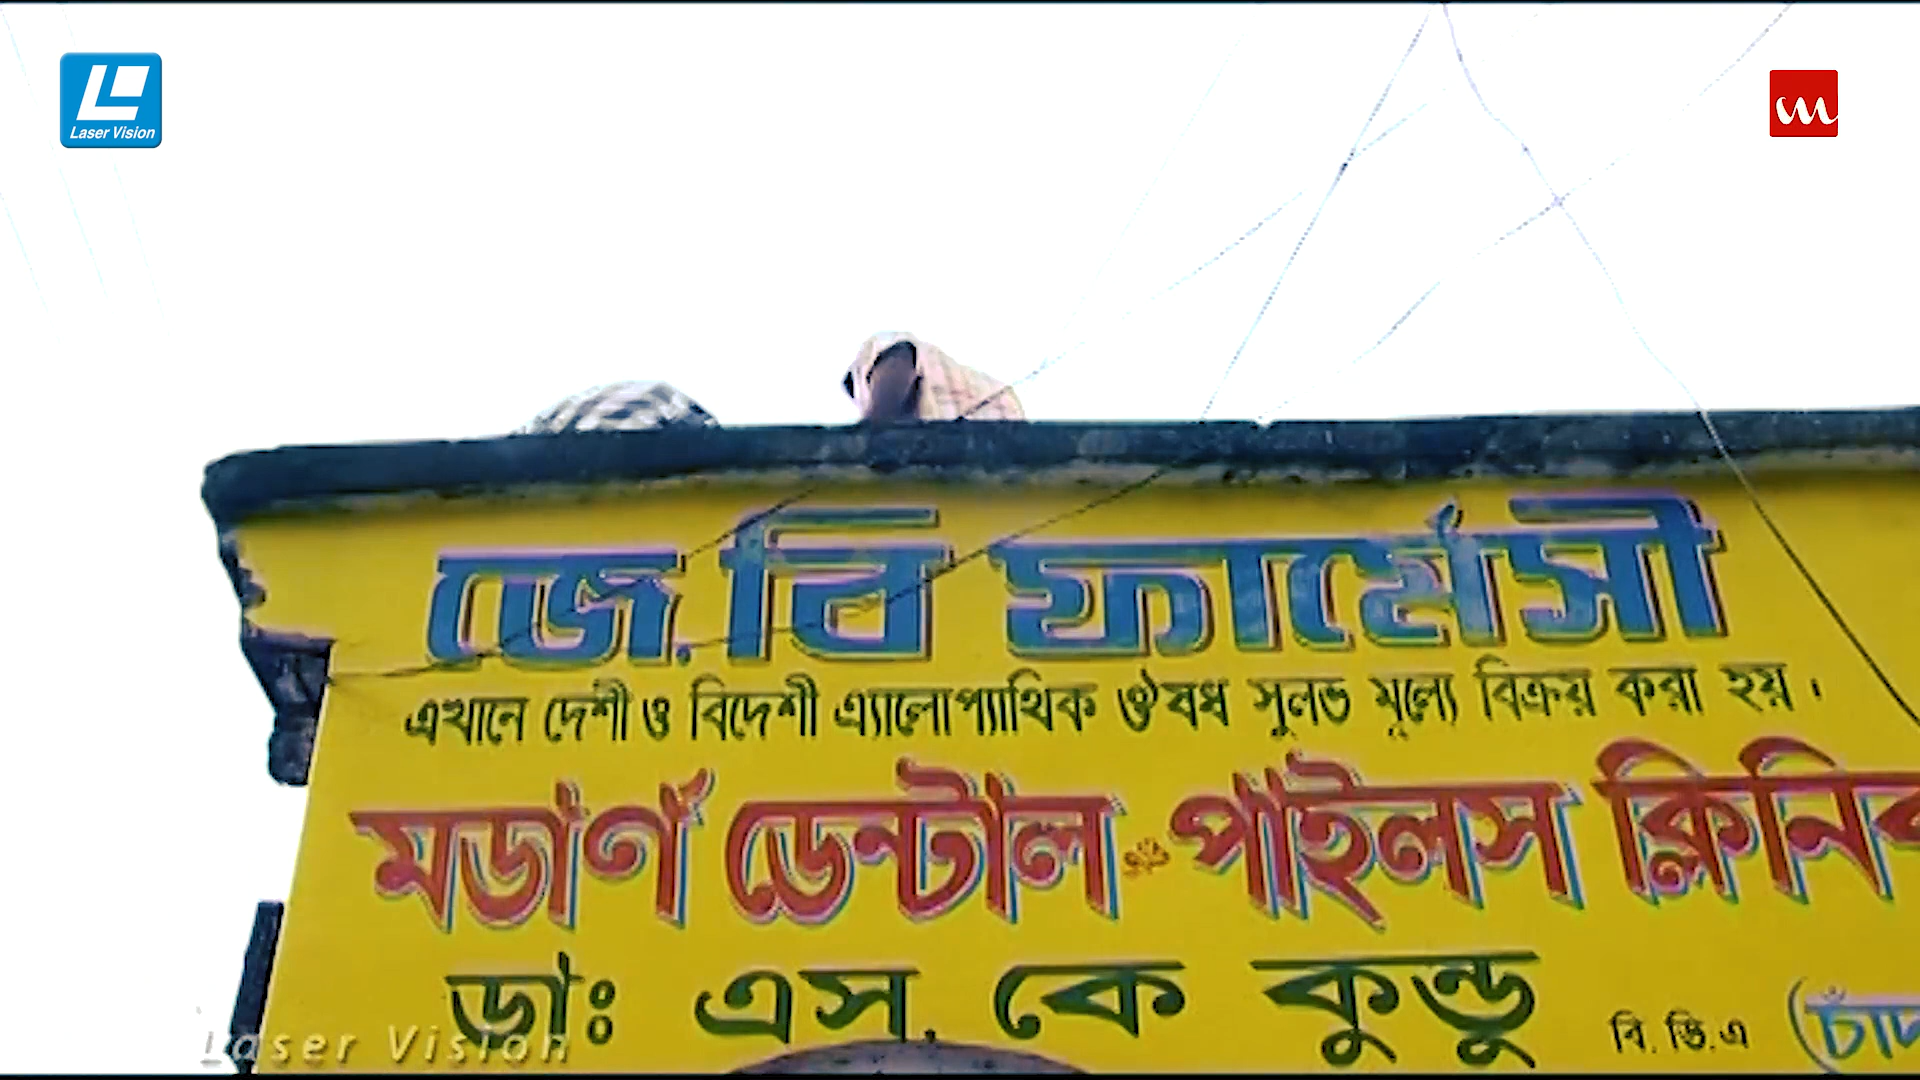 Laser Vision
জে.বি ফার্মেসী
এখানে দেশী ও বিদেশী এ্যালোপ্যাথিক ঔষধ সুলভ মূল্যে বিক্রয় করা হয়।
মডার্ণ ডেন্টাল পাইলস ক্লিনিক
ডাঃ এস. কে কুন্ডু
বি. ভি. এ
Laser Vision